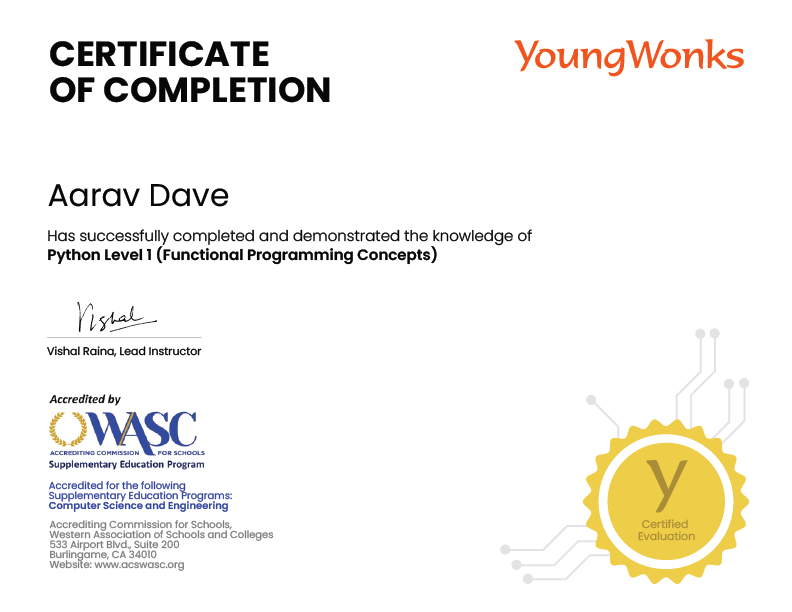 CERTIFICATE
OF COMPLETION
YoungWonks
Aarav Dave
Has successfully completed and demonstrated the knowledge of
Python Level 1 (Functional Programming Concepts)
Vishal
Vishal Raina, Lead Instructor
Accredited by
WASC
ACCREDITING COMMISSION FOR SCHOOLS
Supplementary Education Program
Accredited for the following
Supplementary Education Programs:
Computer Science and Engineering
Accrediting Commission for Schools,
Western Association of Schools and Colleges
533 Airport Blvd., Suite 200
Burlingame, CA 34010
Website: www.acswasc.org
y
Certified
Evaluation